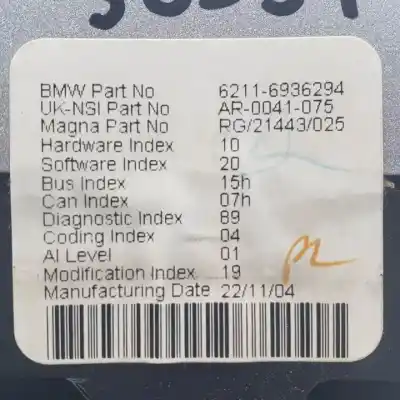 BMW Part No 6211-6936294
UK-NSI Part No AR-0041-075
Magna Part No RG/21443/025
Hardware Index 10
Software Index 20
Bus Index 15h
Can Index 07h
Diagnostic Index 89
Coding Index 04
AI Level 01
Modification Index 19
Manufacturing Date 22/11/04